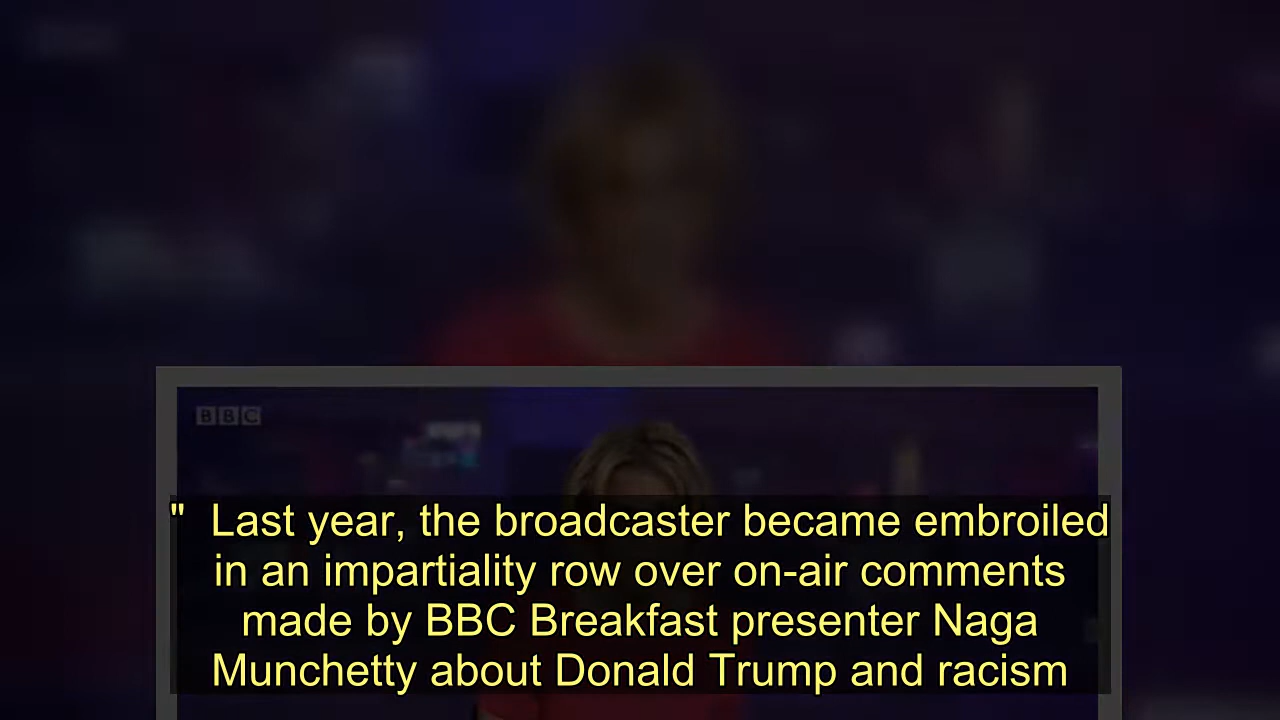 BBC
"  Last year, the broadcaster became embroiled
in an impartiality row over on-air comments
made by BBC Breakfast presenter Naga
Munchetty about Donald Trump and racism